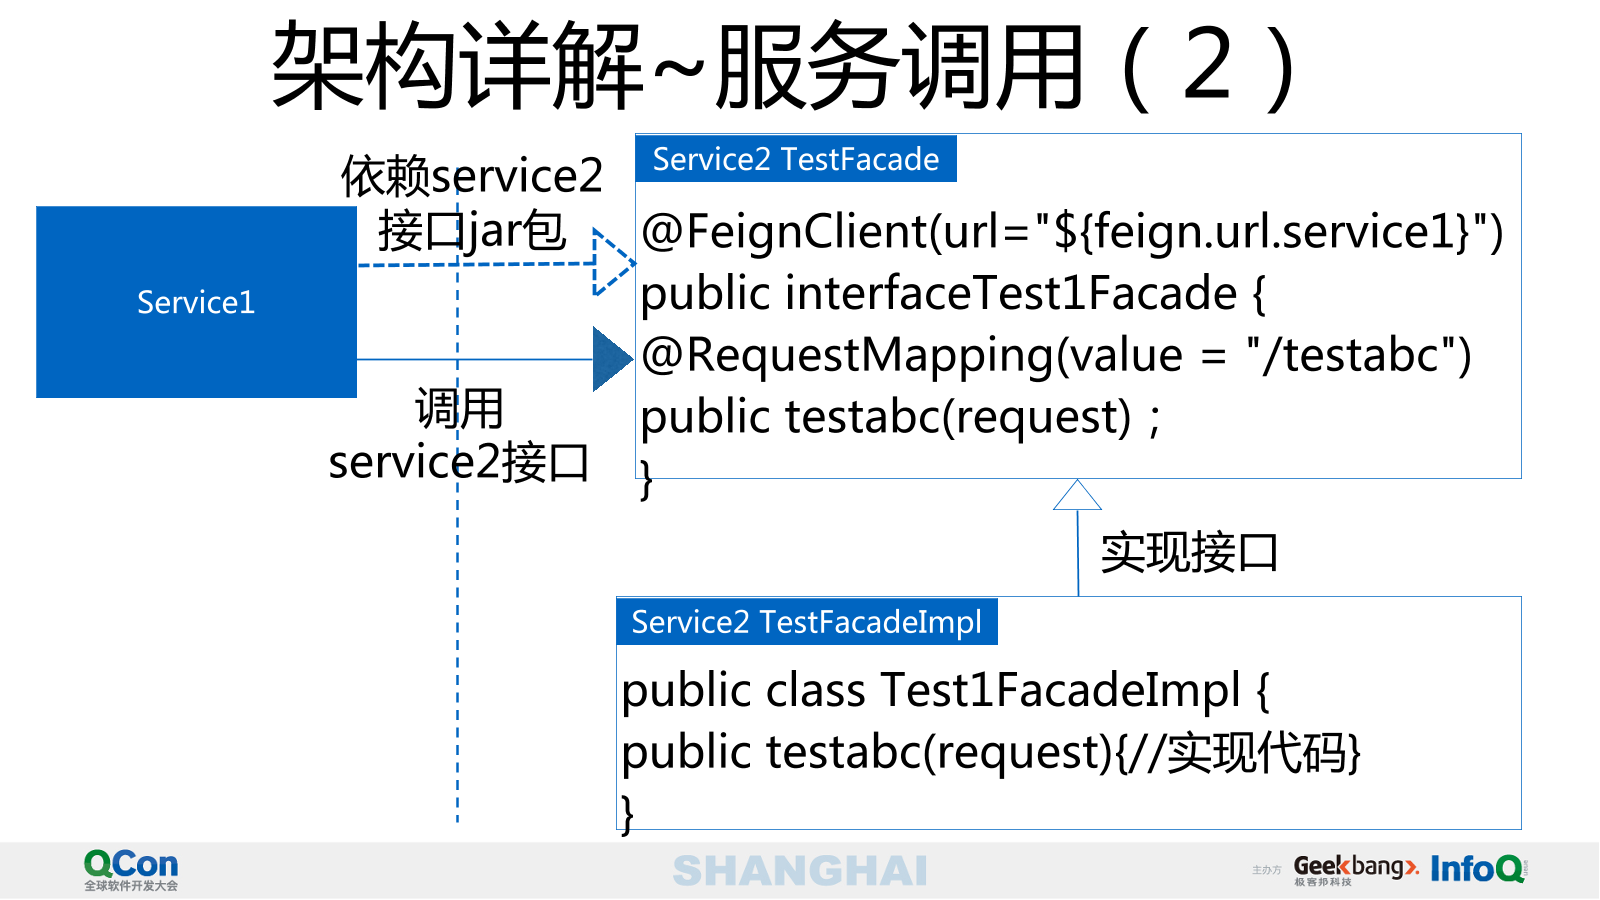 架构详解~服务调用（2）
依赖service2
接口jar包
Service1
调用
service2接口
Service2 TestFacade
@FeignClient(url="${feign.url.service1}")
public interfaceTest1Facade {
@RequestMapping(value = "/testabc")
public testabc(request)；
}
实现接口
Service2 TestFacadeImpl
public class Test1FacadeImpl {
public testabc(request){//实现代码}
}
QCon
全球软件开发大会
SHANGHAI
主办方
Geekbang>.
极客邦科技
InfoQ